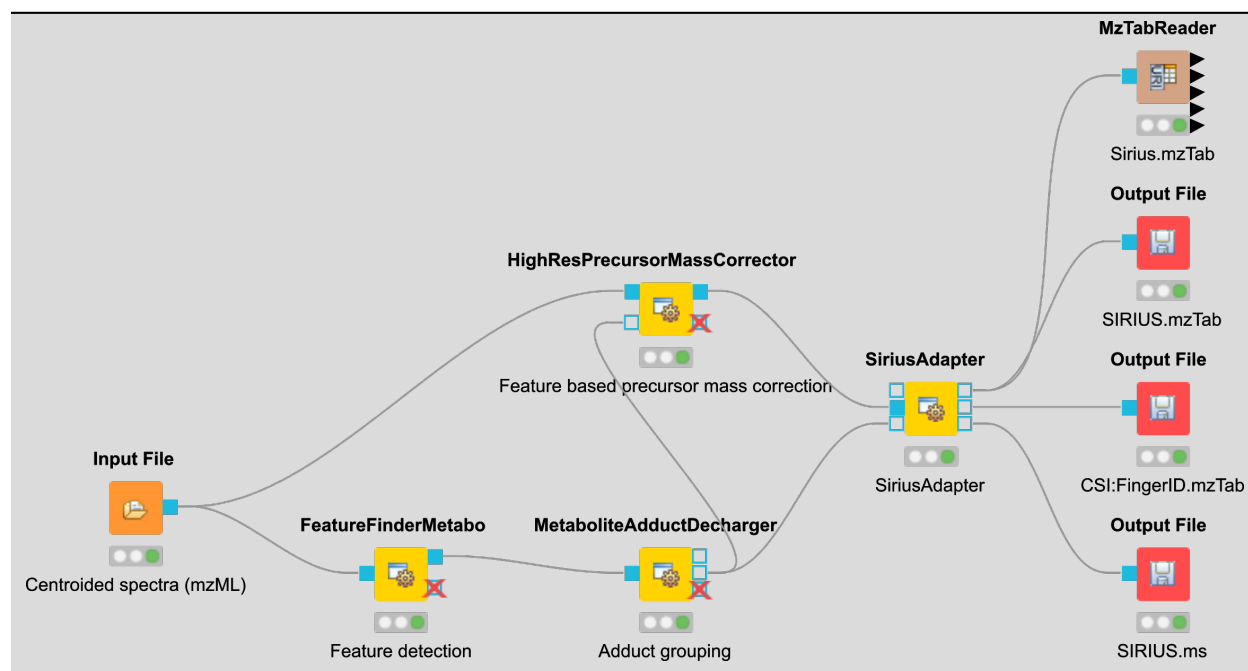 MzTabReader
URI
Sirius.mzTab
Output File
SIRIUS.mzTab
HighResPrecursorMassCorrector
Feature based precursor mass correction
SiriusAdapter
SiriusAdapter
Output File
CSI:FingerID.mzTab
Input File
Centroided spectra (mzML)
FeatureFinderMetabo
Feature detection
MetaboliteAdductDecharger
Adduct grouping
Output File
SIRIUS.ms